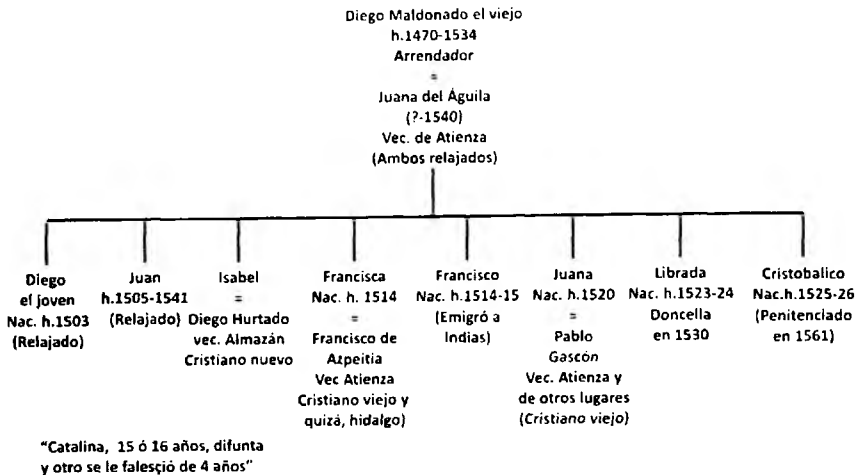 Diego Maldonado el viejo
h.1470-1534
Arrendador
=
Juana del Águila
(?-1540)
Vec. de Atienza
(Ambos relajados)
Diego
el joven
Nac. h.1503
(Relajado)
Juan
h.1505-1541
(Relajado)
Isabel
=
Diego Hurtado
vec. Almazán
Cristiano nuevo
Francisca
Nac. h. 1514
=
Francisco de
Azpeitia
Vec Atienza
Cristiano viejo y
quizá, hidalgo)
Francisco
Nac. h.1514-15
(Emigró a
Indias)
Juana
Nac. h.1520
=
Pablo
Gascón
Vec. Atienza y
de otros lugares
(Cristiano viejo)
Librada
Nac. h.1523-24
Doncella
en 1530
Cristobalico
Nac.h.1525-26
(Penitenciado
en 1561)
"Catalina, 15 ó 16 años, difunta
y otro se le falesçió de 4 años"